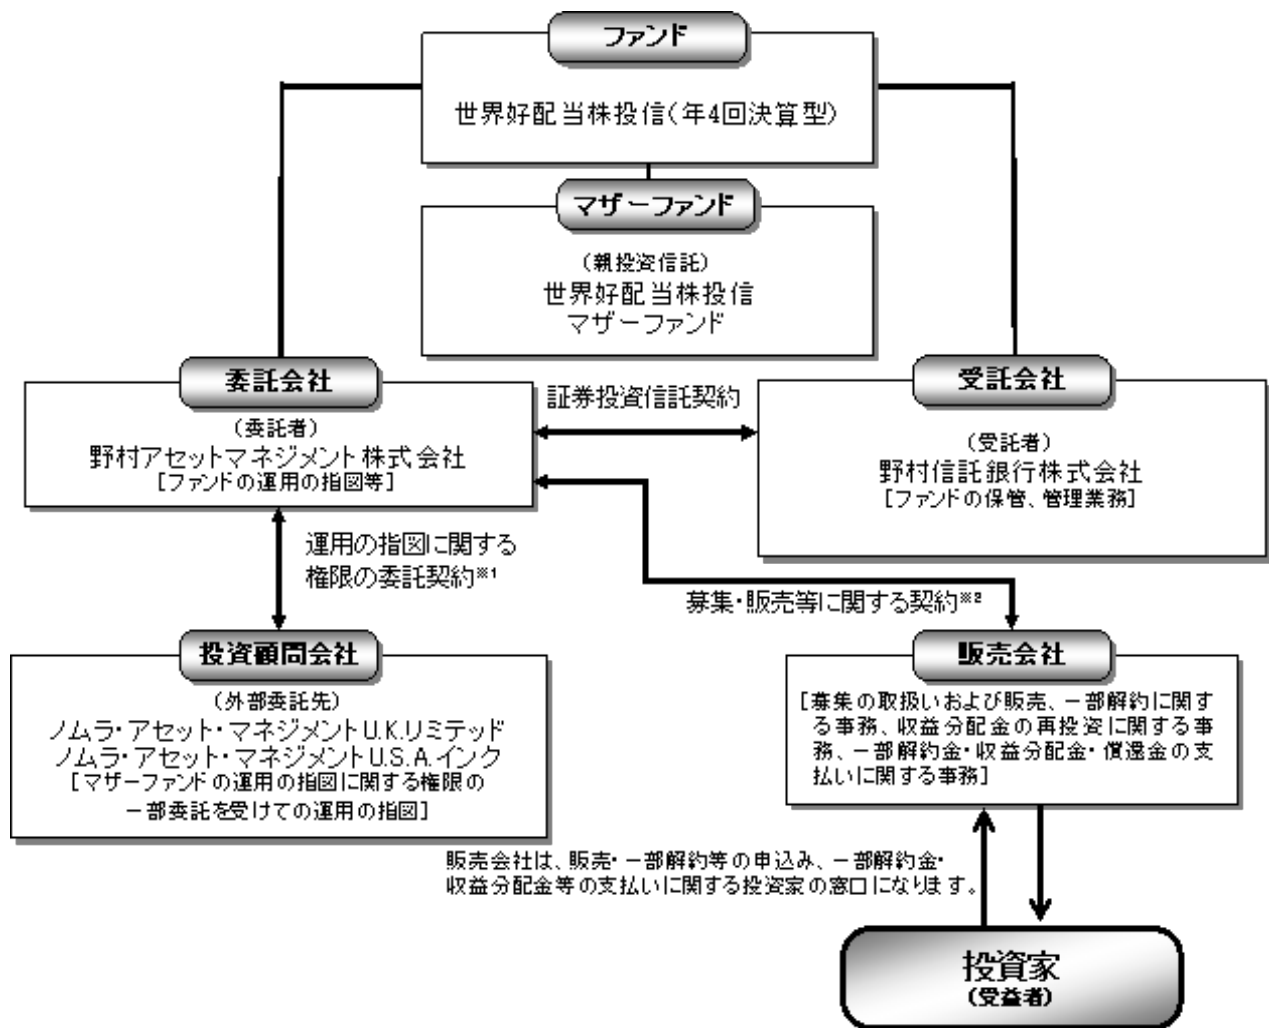 ファンド
世界好配当株投信(年4回決算型)
マザーファンド
(親投資信託)
世界好配当株投信
マザーファンド
委託会社
(委託者)
野村アセットマネジメント株式会社
[ファンドの運用の指図等]
証券投資信託契約
受託会社
(受託者)
野村信託銀行株式会社
[ファンドの保管、管理業務]
運用の指図に関する
権限の委託契約※1
募集・販売等に関する契約※2
投資顧問会社
(外部委託先)
ノムラ・アセット・マネジメントU.K.リミテッド
ノムラ・アセット・マネジメントU.S.A.インク
[マザーファンドの運用の指図に関する権限の
一部委託を受けての運用の指図]
販売会社
[募集の取扱いおよび販売、一部解約に関す
る事務、収益分配金の再投資に関する事
務、一部解約金・収益分配金・償還金の支
払いに関する事務]
販売会社は、販売・一部解約等の申込み、一部解約金・
収益分配金等の支払いに関する投資家の窓口になります。
投資家
(受益者)